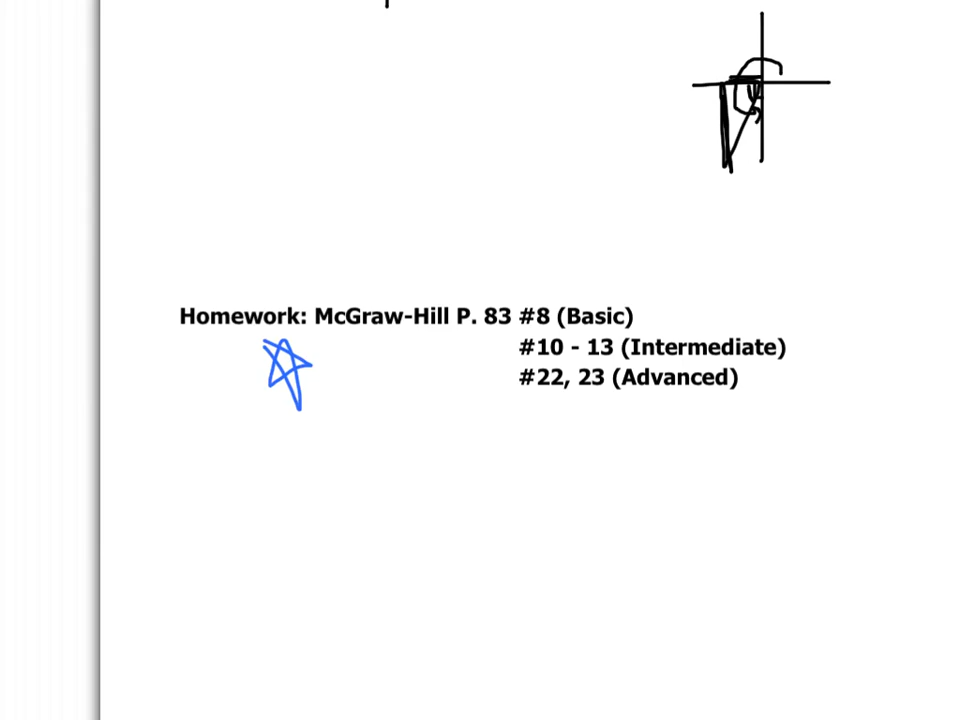 Homework: McGraw-Hill P. 83 #8 (Basic)
#10 - 13 (Intermediate)
#22, 23 (Advanced)